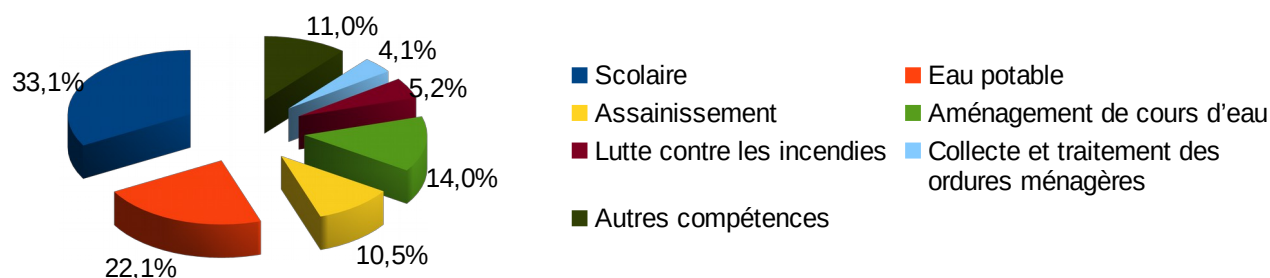 11,0%
4,1%
33,1%
5,2%
14,0%
10,5%
22,1%
Scolaire
Eau potable
Assainissement
Aménagement de cours d’eau
Lutte contre les incendies
Collecte et traitement des
ordures ménagères
Autres compétences